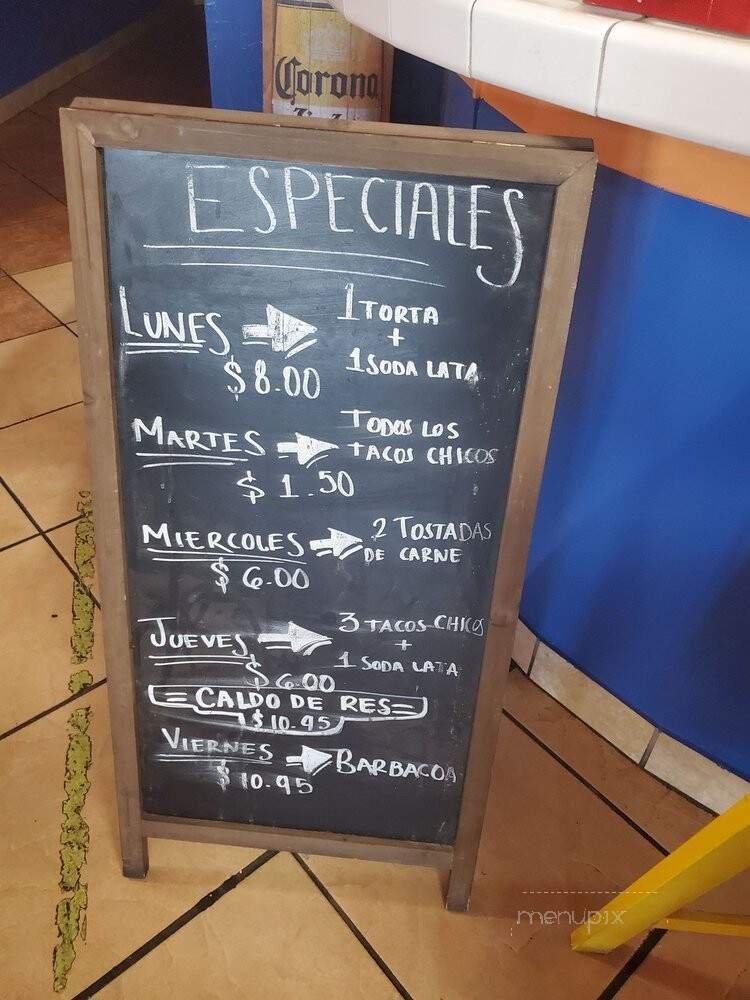 Corona
ESPECIALES
LUNES 1 TORTA
+
$8.00 1 SODA LATA
MARTES TODOS LOS
TACOS CHICOS
$1.50
MIERCOLES 2 TOSTADAS
DE CARNE
$6.00
JUEVES 3 TACOS CHICOS
+
1 SODA LATA
$6.00
CALDO DE RES
$10.95
VIERNES BARBACOA
$10.95
menupix